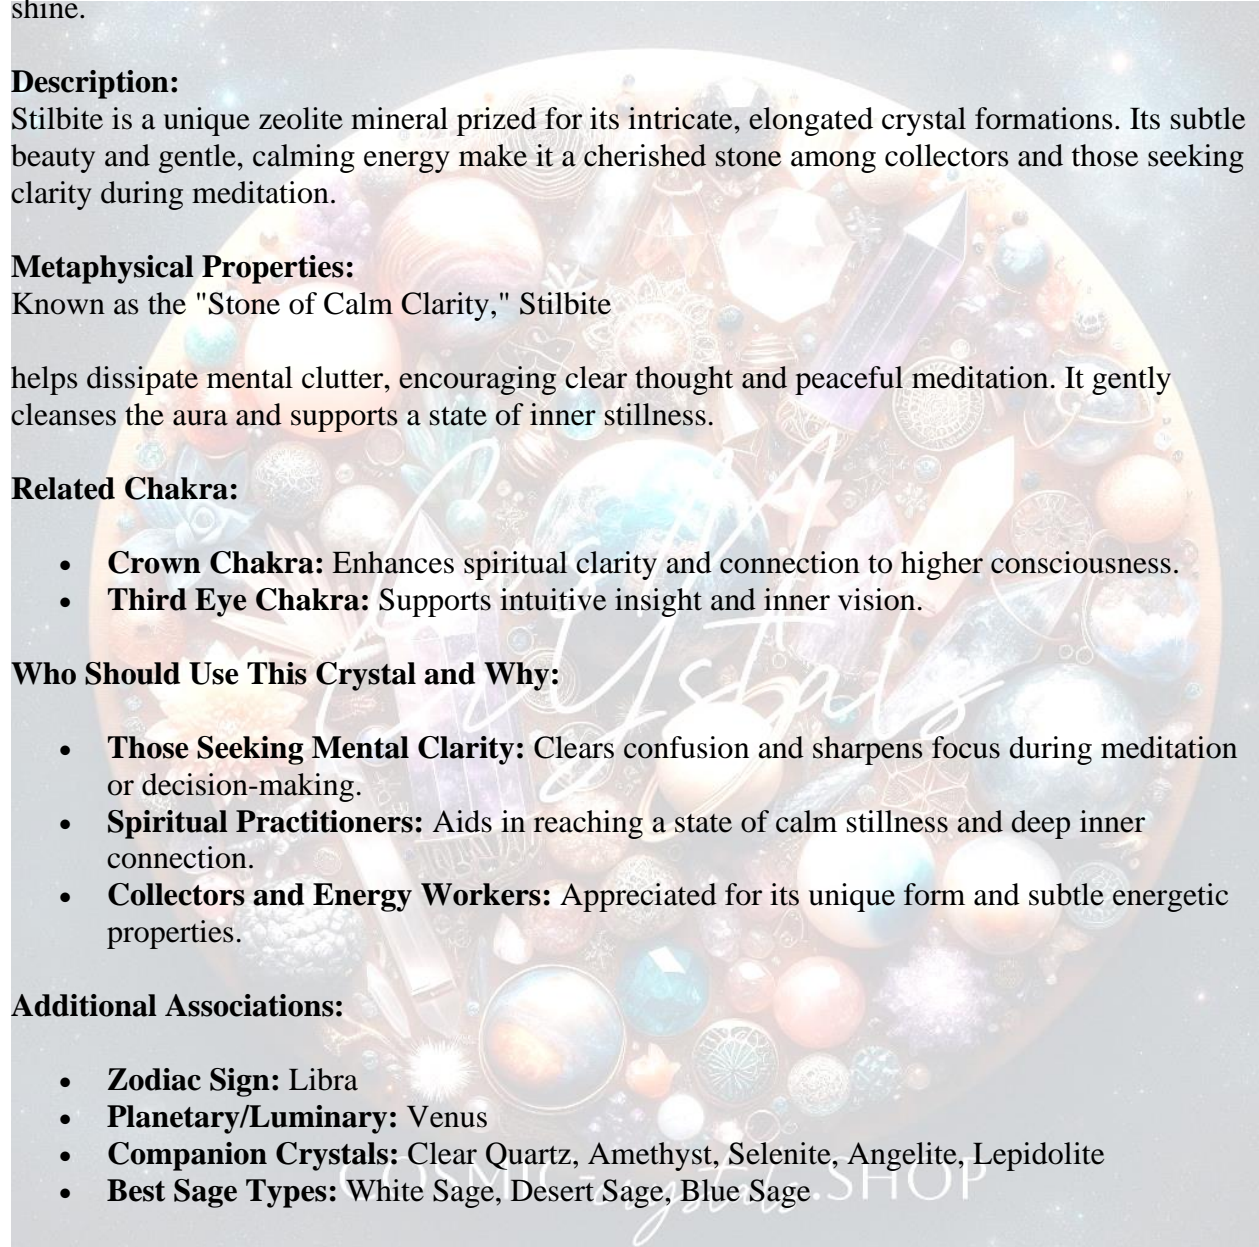 shine.
Description:
Stilbite is a unique zeolite mineral prized for its intricate, elongated crystal formations. Its subtle
beauty and gentle, calming energy make it a cherished stone among collectors and those seeking
clarity during meditation.
Metaphysical Properties:
Known as the "Stone of Calm Clarity," Stilbite
helps dissipate mental clutter, encouraging clear thought and peaceful meditation. It gently
cleanses the aura and supports a state of inner stillness.
Related Chakra:
• Crown Chakra: Enhances spiritual clarity and connection to higher consciousness.
• Third Eye Chakra: Supports intuitive insight and inner vision.
Who Should Use This Crystal and Why:
• Those Seeking Mental Clarity: Clears confusion and sharpens focus during meditation
or decision-making.
• Spiritual Practitioners: Aids in reaching a state of calm stillness and deep inner
connection.
• Collectors and Energy Workers: Appreciated for its unique form and subtle energetic
properties.
Additional Associations:
• Zodiac Sign: Libra
• Planetary/Luminary: Venus
• Companion Crystals: Clear Quartz, Amethyst, Selenite, Angelite, Lepidolite
• Best Sage Types: White Sage, Desert Sage, Blue Sage
Crystals
COSMIC-crystals.SHOP